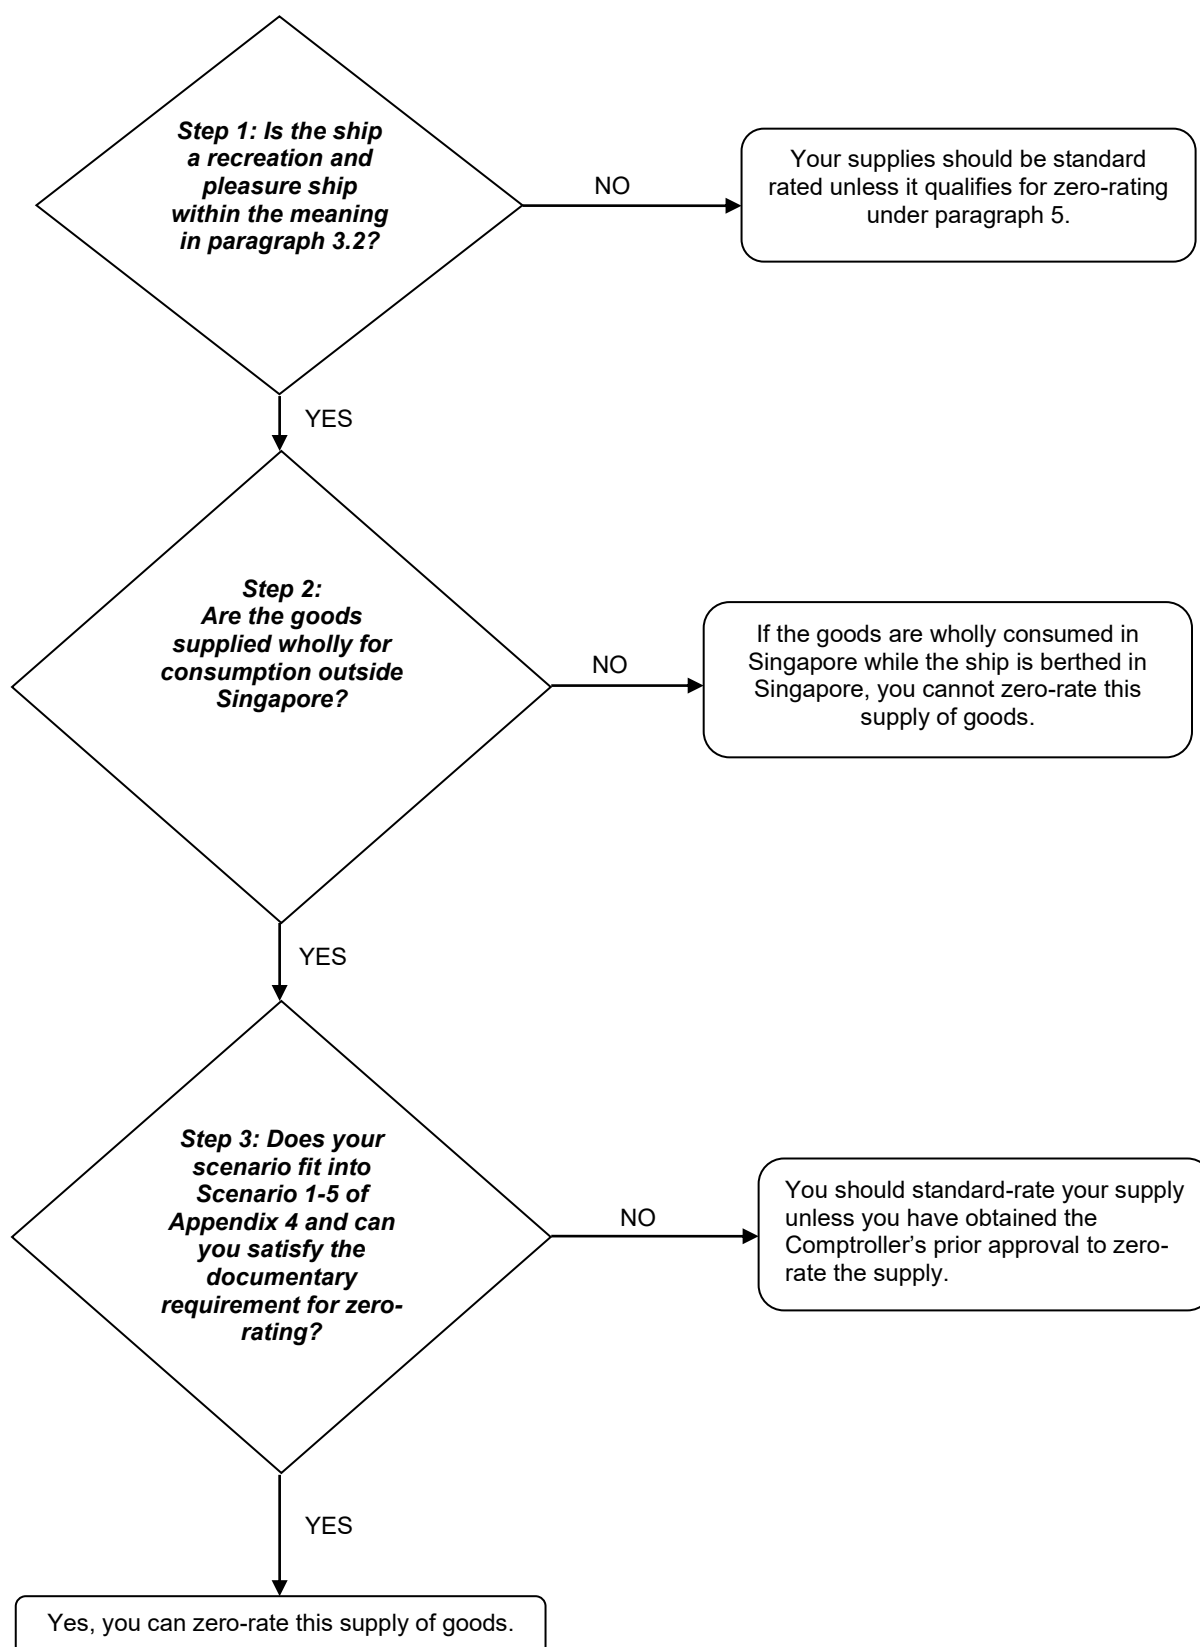 Step 1: Is the ship
a recreation and
pleasure ship
within the meaning
in paragraph 3.2?
NO
Your supplies should be standard
rated unless it qualifies for zero-rating
under paragraph 5.
YES
Step 2:
Are the goods
supplied wholly for
consumption outside
Singapore?
NO
If the goods are wholly consumed in
Singapore while the ship is berthed in
Singapore, you cannot zero-rate this
supply of goods.
YES
Step 3: Does your
scenario fit into
Scenario 1-5 of
Appendix 4 and can
you satisfy the
documentary
requirement for zero-
rating?
NO
You should standard-rate your supply
unless you have obtained the
Comptroller’s prior approval to zero-
rate the supply.
YES
Yes, you can zero-rate this supply of goods.